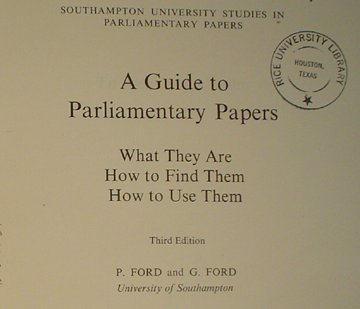 SOUTHAMPTON UNIVERSITY STUDIES IN
PARLIAMENTARY PAPERS
RICE UNIVERSITY LIBRARY
HOUSTON,
TEXAS
A Guide to
Parliamentary Papers
What They Are
How to Find Them
How to Use Them
Third Edition
P. FORD and G. FORD
University of Southampton